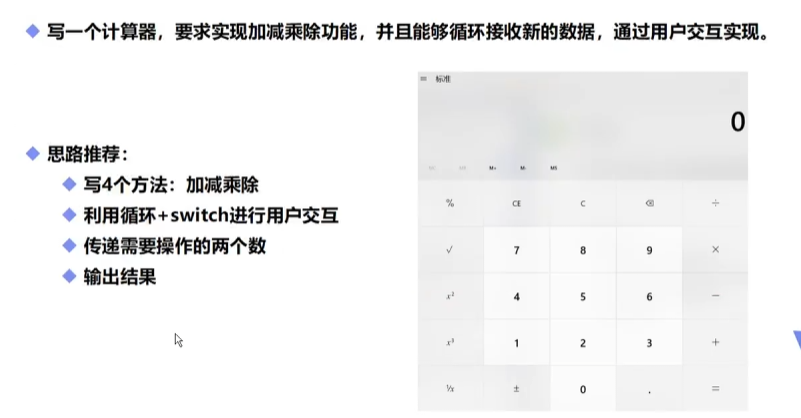 写一个计算器，要求实现加减乘除功能，并且能够循环接收新的数据，通过用户交互实现。
思路推荐：
写4个方法：加减乘除
利用循环+switch进行用户交互
传递需要操作的两个数
输出结果
标准
0
M+ M- MS
% CE C ÷
√ 7 8 9 ×
x² 4 5 6 −
x³ 1 2 3 +
¹/x ± 0 . =